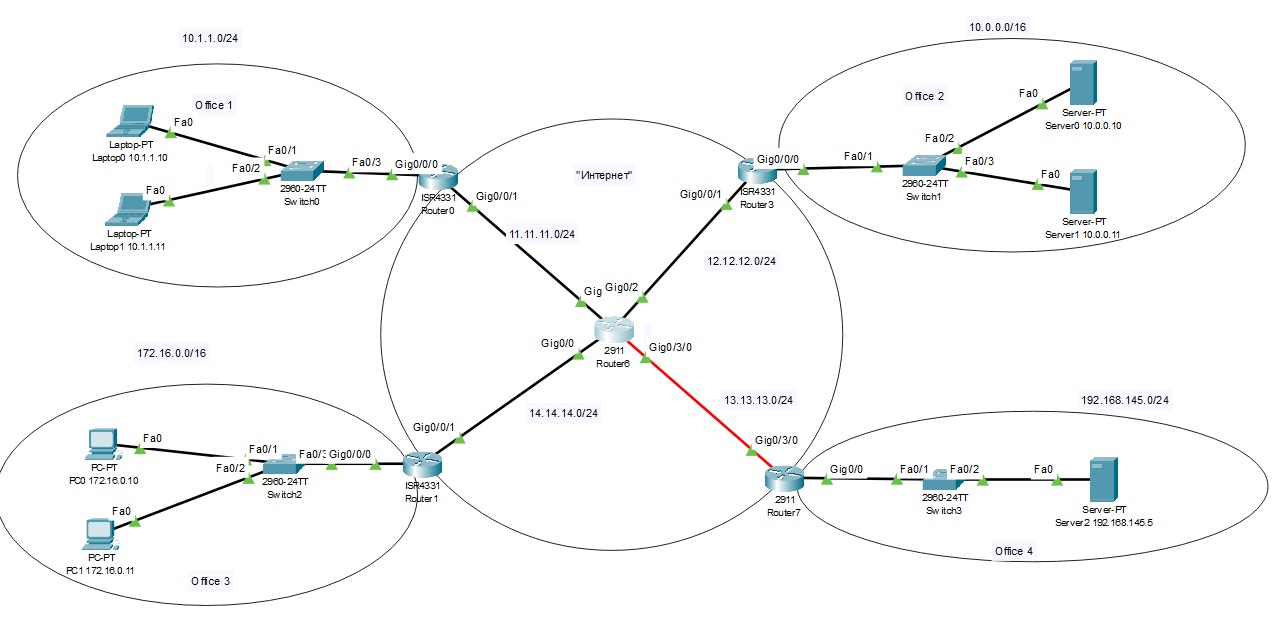 10.1.1.0/24
Office 1
Fa0
Laptop-PT
Laptop0 10.1.1.10
Fa0/1
Fa0/2
Fa0
Laptop-PT
Laptop1 10.1.1.11
2960-24TT
Switch0
Fa0/3
Gig0/0/0
ISR4331
Router0
Gig0/0/1
11.11.11.0/24
"Интернет"
10.0.0.0/16
Office 2
Fa0
Server-PT
Server0 10.0.0.10
Fa0/2
Gig0/0/0
Fa0/1
Fa0/3
2960-24TT
Switch1
Fa0
Server-PT
Server1 10.0.0.11
ISR4331
Router3
Gig0/0/1
12.12.12.0/24
Gig
Gig0/2
Gig0/0
2911
Router6
Gig0/3/0
172.16.0.0/16
14.14.14.0/24
13.13.13.0/24
Fa0
PC-PT
PC0 172.16.0.10
Fa0/1
Fa0/2
Fa0/3
Gig0/0/0
2960-24TT
Switch2
Gig0/0/1
ISR4331
Router1
Fa0
PC-PT
PC1 172.16.0.11
Office 3
192.168.145.0/24
Gig0/3/0
2911
Router7
Gig0/0
Fa0/1
Fa0/2
2960-24TT
Switch3
Fa0
Server-PT
Server2 192.168.145.5
Office 4